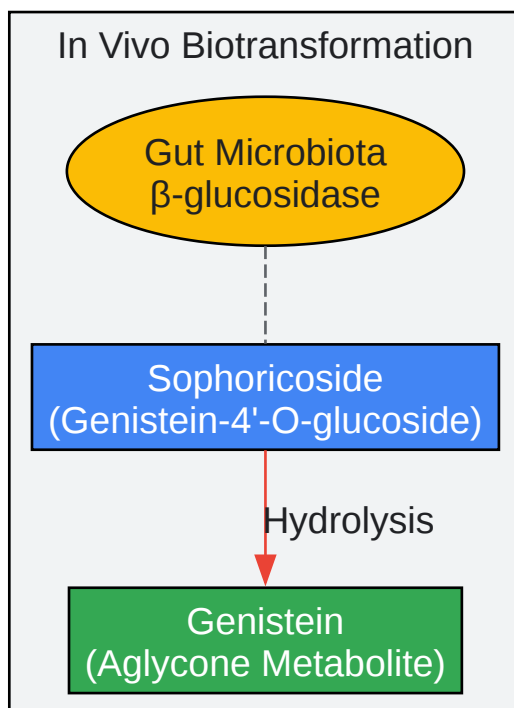 In Vivo Biotransformation
Gut Microbiota
β-glucosidase
Sophoricoside
(Genistein-4'-O-glucoside)
Hydrolysis
Genistein
(Aglycone Metabolite)